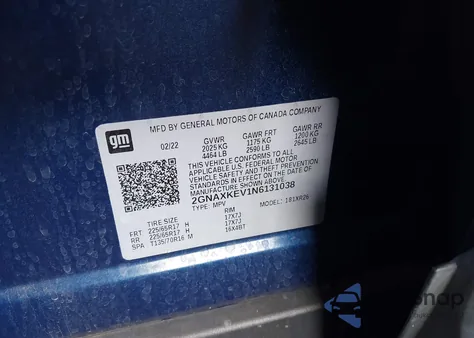 gm
MFD BY GENERAL MOTORS OF CANADA COMPANY
02/22 GVWR GAWR FRT GAWR RR
2025 KG 1175 KG 1200 KG
4464 LB 2590 LB 2645 LB
THIS VEHICLE CONFORMS TO ALL
APPLICABLE U.S. FEDERAL MOTOR
VEHICLE SAFETY AND THEFT PREVENTION
STANDARDS IN EFFECT ON THE DATE OF
MANUFACTURE SHOWN ABOVE.
2GNAXKEV1N6131038
TYPE: MPV MODEL: 1XR26
TIRE SIZE RIM
FRT 225/65R17 H 17X7J
RR 225/65R17 H 17X7J
SPA T135/70R16 M 16X4BT